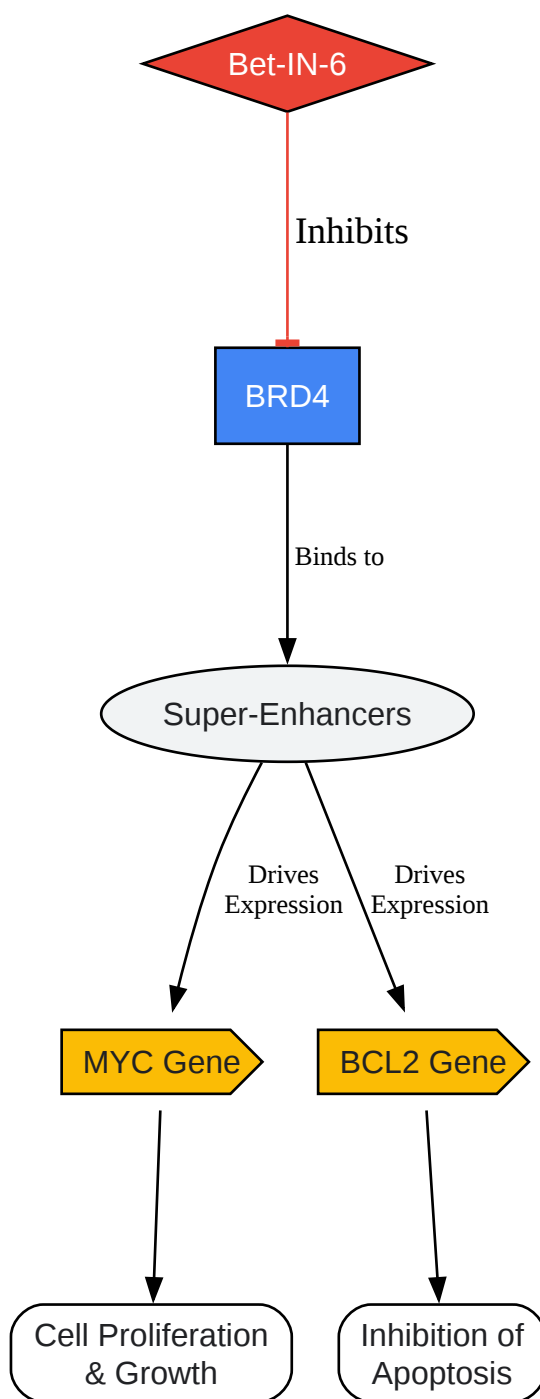 Bet-IN-6
Inhibits
BRD4
Binds to
Super-Enhancers
Drives
Expression
Drives
Expression
MYC Gene
BCL2 Gene
Cell Proliferation
& Growth
Inhibition of
Apoptosis